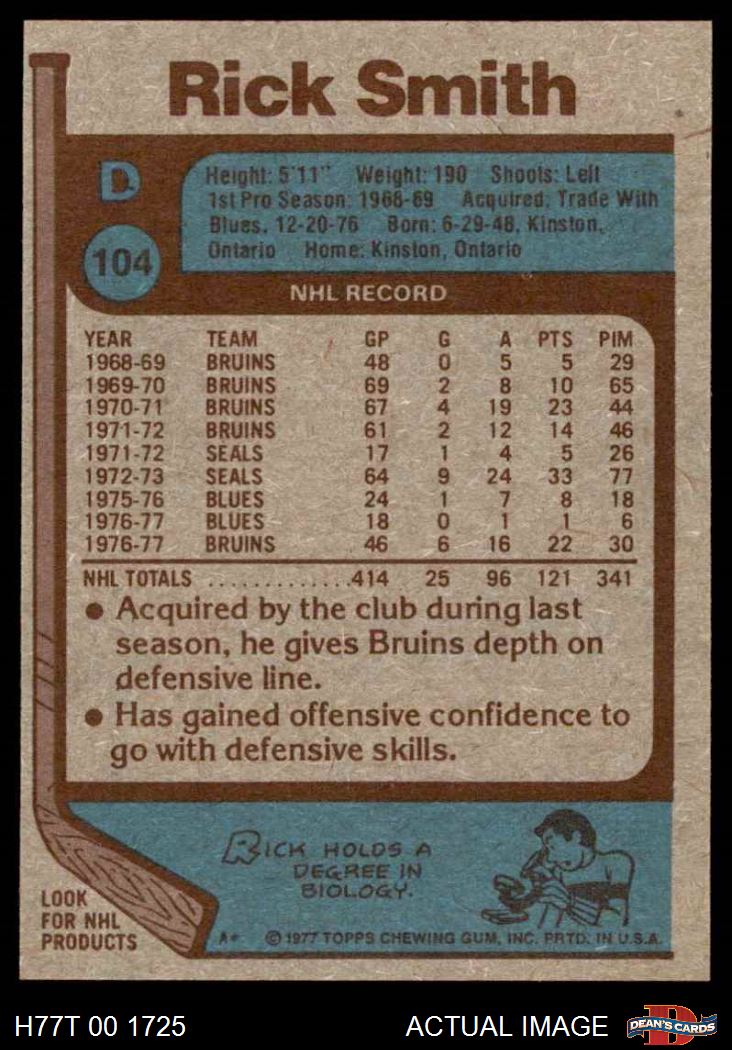 Rick Smith
D
104
Height: 5'11" Weight: 190 Shoots: Left
1st Pro Season: 1968-69 Acquired: Trade With
Blues, 12-20-76 Born: 6-29-48, Kinston,
Ontario Home: Kinston, Ontario
NHL RECORD
YEAR TEAM GP G A PTS PIM
1968-69 BRUINS 48 0 5 5 29
1969-70 BRUINS 69 2 8 10 65
1970-71 BRUINS 67 4 19 23 44
1971-72 BRUINS 61 2 12 14 46
1971-72 SEALS 17 1 4 5 26
1972-73 SEALS 64 9 24 33 77
1975-76 BLUES 24 1 7 8 18
1976-77 BLUES 18 0 1 1 6
1976-77 BRUINS 46 6 16 22 30
NHL TOTALS .............414 25 96 121 341
● Acquired by the club during last
season, he gives Bruins depth on
defensive line.
● Has gained offensive confidence to
go with defensive skills.
RICK HOLDS A
DEGREE IN
BIOLOGY.
LOOK
FOR NHL
PRODUCTS
A* © 1977 TOPPS CHEWING GUM, INC. PRTD. IN U.S.A.
H77T 00 1725 ACTUAL IMAGE D DEAN'S CARDS